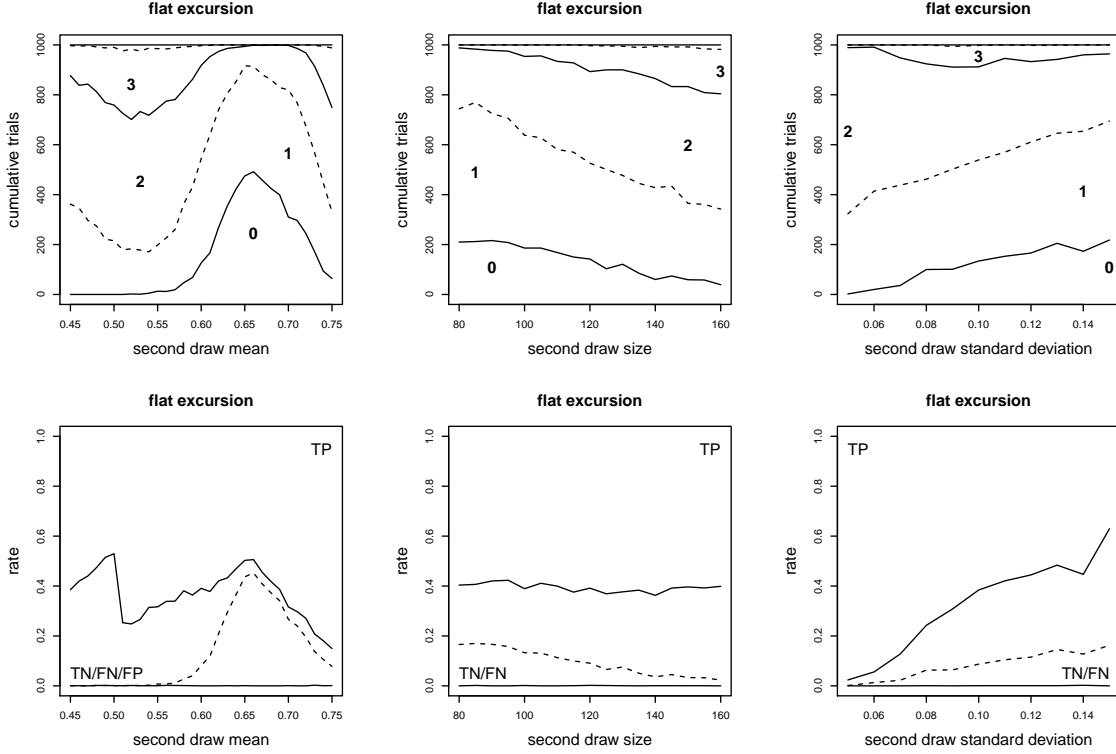 flat excursion
cumulative trials
0 200 400 600 800 1000
3
2
1
0
0.45 0.50 0.55 0.60 0.65 0.70 0.75
second draw mean
flat excursion
cumulative trials
0 200 400 600 800 1000
3
2
1
0
80 100 120 140 160
second draw size
flat excursion
cumulative trials
0 200 400 600 800 1000
3
2
1
0
0.06 0.08 0.10 0.12 0.14
second draw standard deviation
flat excursion
rate
0.0 0.2 0.4 0.6 0.8 1.0
TP
TN/FN/FP
0.45 0.50 0.55 0.60 0.65 0.70 0.75
second draw mean
flat excursion
rate
0.0 0.2 0.4 0.6 0.8 1.0
TP
TN/FN
80 100 120 140 160
second draw size
flat excursion
rate
0.0 0.2 0.4 0.6 0.8 1.0
TP
TN/FN
0.06 0.08 0.10 0.12 0.14
second draw standard deviation